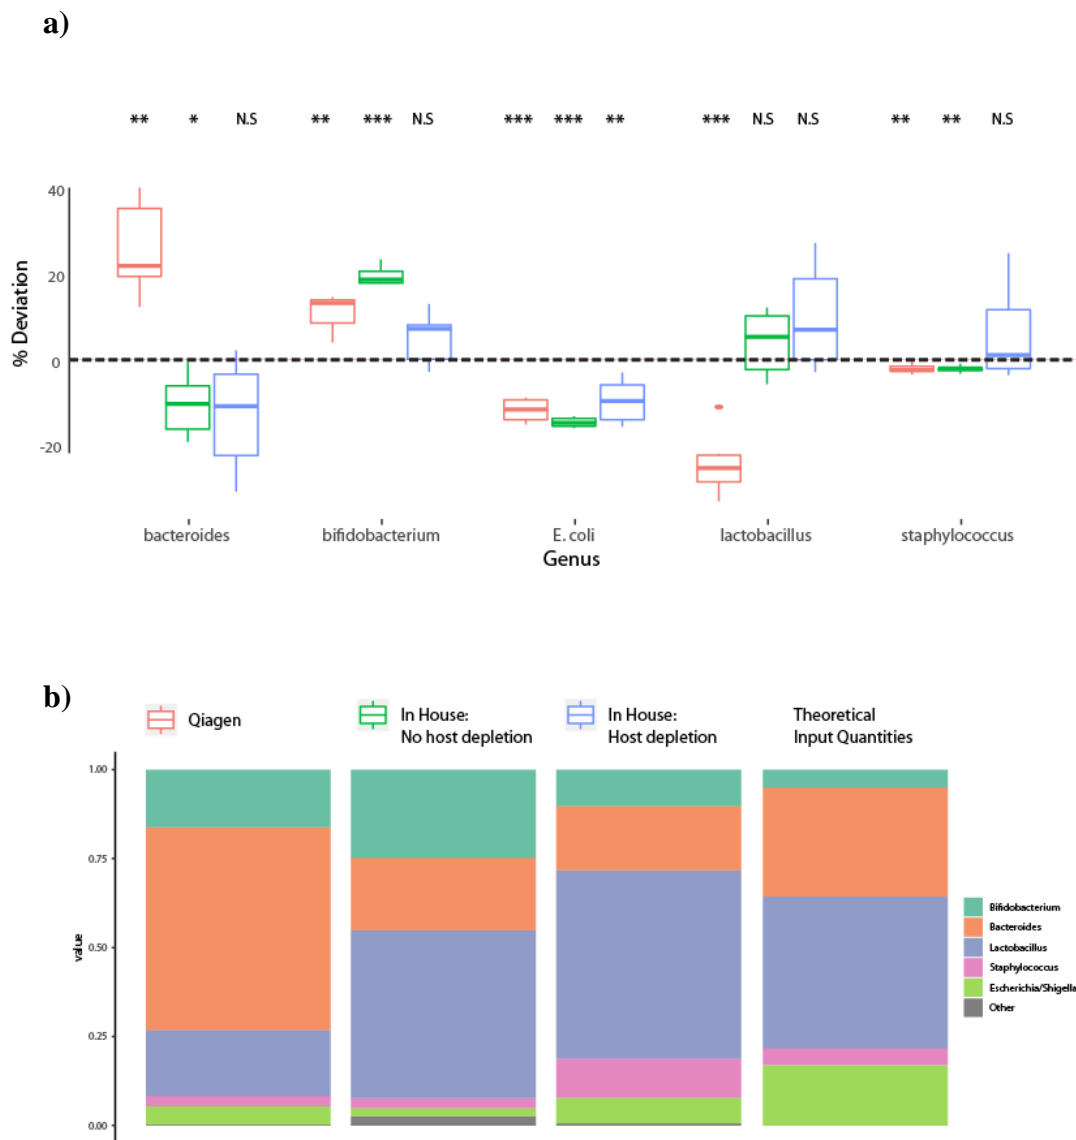 a)
** * N.S ** *** N.S *** *** ** *** N.S N.S ** ** N.S
40
20
0
-20
% Deviation
bacteroides bifidobacterium E. coli lactobacillus staphylococcus
Genus
b)
Qiagen
In House:
No host depletion
In House:
Host depletion
Theoretical
Input Quantities
1.00
0.75
0.50
0.25
0.00
value
Bifidobacterium
Bacteroides
Lactobacillus
Staphylococcus
Escherichia/Shigella
Other